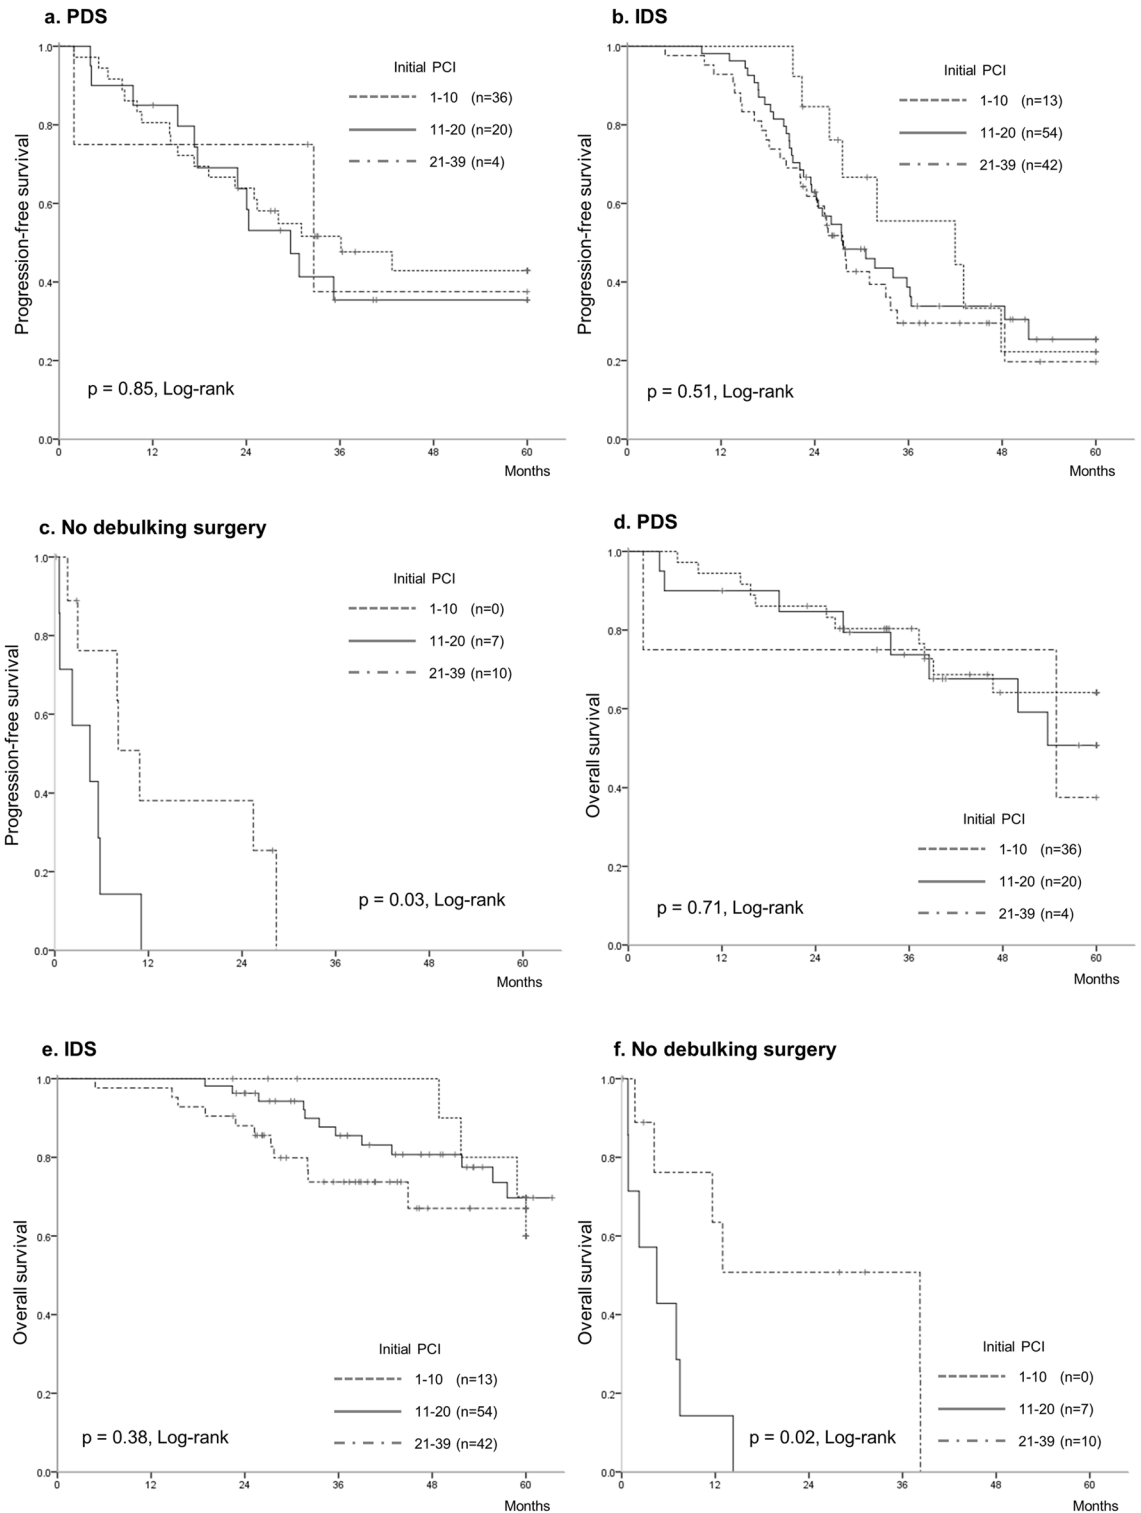 a. PDS
1.0
0.8
0.6
0.4
0.2
0.0
Progression-free survival
Initial PCI
1-10 (n=36)
11-20 (n=20)
21-39 (n=4)
p = 0.85, Log-rank
0 12 24 36 48 60
Months
b. IDS
1.0
0.8
0.6
0.4
0.2
0.0
Progression-free survival
Initial PCI
1-10 (n=13)
11-20 (n=54)
21-39 (n=42)
p = 0.51, Log-rank
0 12 24 36 48 60
Months
c. No debulking surgery
1.0
0.8
0.6
0.4
0.2
0.0
Progression-free survival
Initial PCI
1-10 (n=0)
11-20 (n=7)
21-39 (n=10)
p = 0.03, Log-rank
0 12 24 36 48 60
Months
d. PDS
1.0
0.8
0.6
0.4
0.2
0.0
Overall survival
Initial PCI
1-10 (n=36)
11-20 (n=20)
21-39 (n=4)
p = 0.71, Log-rank
0 12 24 36 48 60
Months
e. IDS
1.0
0.8
0.6
0.4
0.2
0.0
Overall survival
Initial PCI
1-10 (n=13)
11-20 (n=54)
21-39 (n=42)
p = 0.38, Log-rank
0 12 24 36 48 60
Months
f. No debulking surgery
1.0
0.8
0.6
0.4
0.2
0.0
Overall survival
Initial PCI
1-10 (n=0)
11-20 (n=7)
21-39 (n=10)
p = 0.02, Log-rank
0 12 24 36 48 60
Months